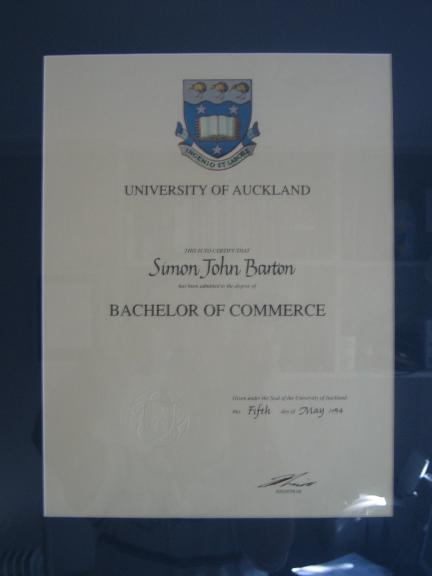 INGENIO ET LABORE
UNIVERSITY OF AUCKLAND
THIS IS TO CERTIFY THAT
Simon John Barton
has been admitted to the degree of
BACHELOR OF COMMERCE
Given under the Seal of the University of Auckland
this Fifth day of May 1994
REGISTRAR